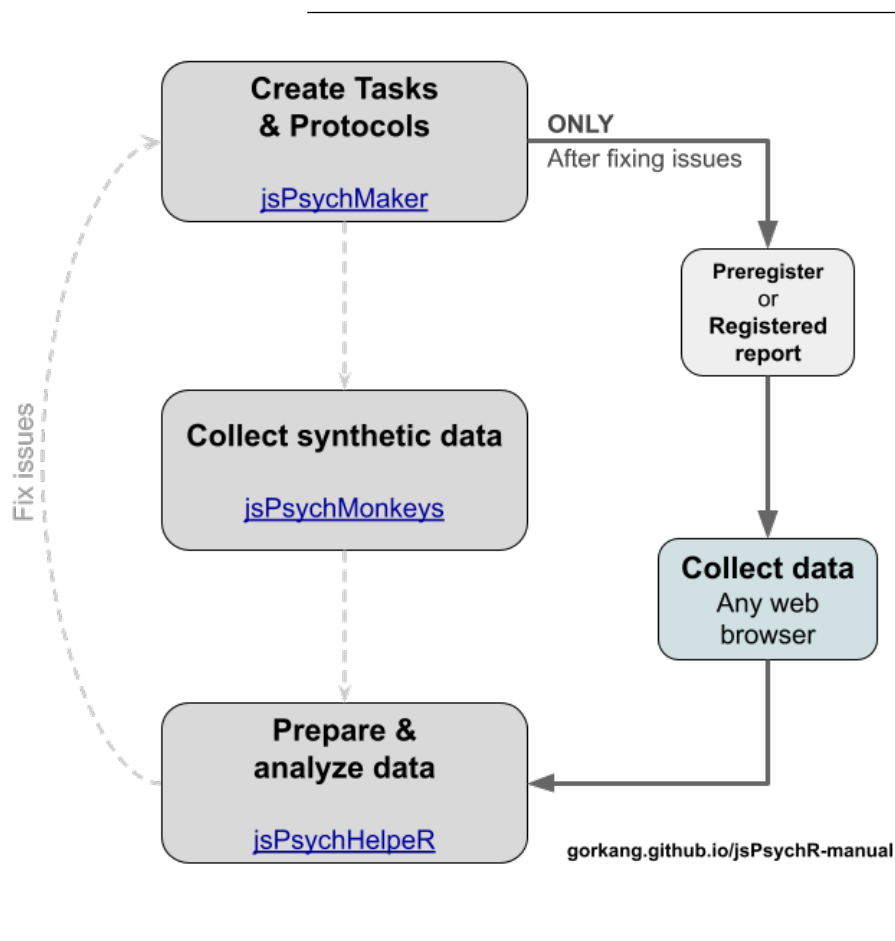 Create Tasks
& Protocols
jsPsychMaker
ONLY
After fixing issues
Preregister
or
Registered
report
Fix issues
Collect synthetic data
jsPsychMonkeys
Collect data
Any web
browser
Prepare &
analyze data
jsPsychHelpeR
gorkang.github.io/jsPsychR-manual